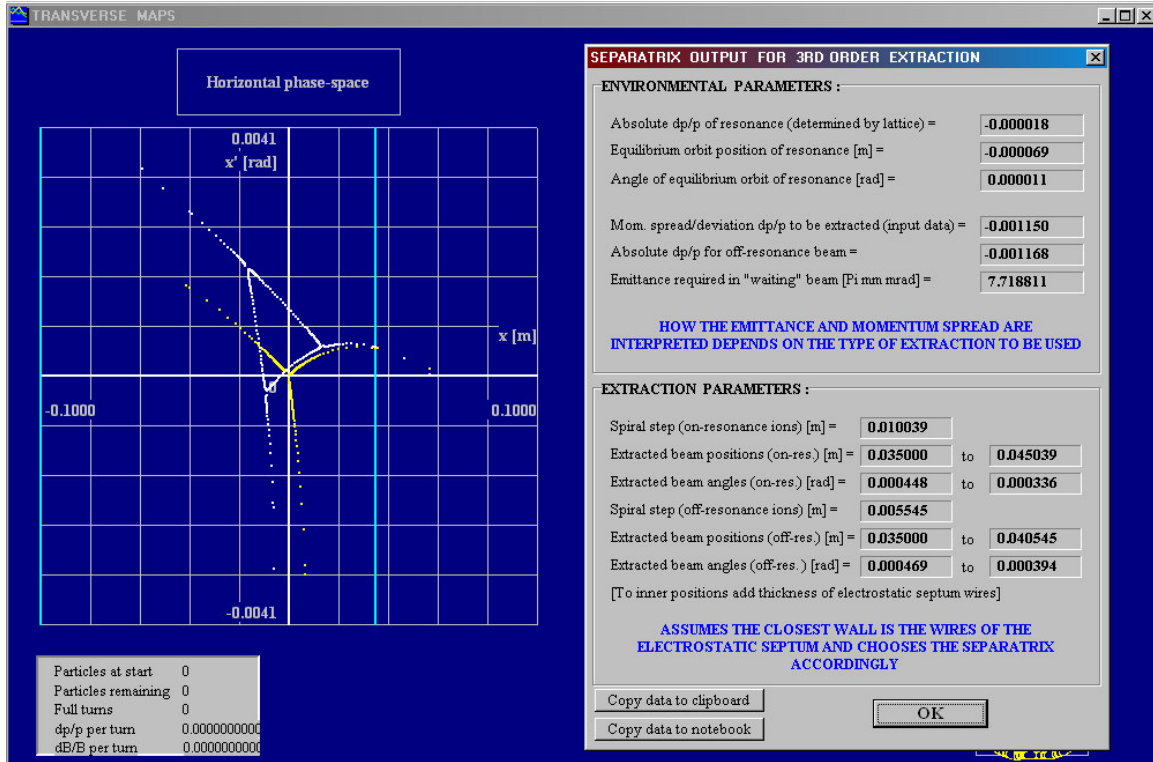 TRANSVERSE MAPS
Horizontal phase-space
0.0041
x' [rad]
x [m]
0
-0.1000
0.1000
-0.0041
Particles at start 0
Particles remaining 0
Full turns 0
dp/p per turn 0.0000000000
dB/B per turn 0.0000000000
SEPARATRIX OUTPUT FOR 3RD ORDER EXTRACTION
ENVIRONMENTAL PARAMETERS :
Absolute dp/p of resonance (determined by lattice) = -0.000018
Equilibrium orbit position of resonance [m] = -0.000069
Angle of equilibrium orbit of resonance [rad] = 0.000011
Mom. spread/deviation dp/p to be extracted (input data) = -0.001150
Absolute dp/p for off-resonance beam = -0.001168
Emittance required in "waiting" beam [Pi mm mrad] = 7.718811
HOW THE EMITTANCE AND MOMENTUM SPREAD ARE
INTERPRETED DEPENDS ON THE TYPE OF EXTRACTION TO BE USED
EXTRACTION PARAMETERS :
Spiral step (on-resonance ions) [m] = 0.010039
Extracted beam positions (on-res.) [m] = 0.035000 to 0.045039
Extracted beam angles (on-res.) [rad] = 0.000448 to 0.000336
Spiral step (off-resonance ions) [m] = 0.005545
Extracted beam positions (off-res.) [m] = 0.035000 to 0.040545
Extracted beam angles (off-res.) [rad] = 0.000469 to 0.000394
[To inner positions add thickness of electrostatic septum wires]
ASSUMES THE CLOSEST WALL IS THE WIRES OF THE
ELECTROSTATIC SEPTUM AND CHOOSES THE SEPARATRIX
ACCORDINGLY
Copy data to clipboard
OK
Copy data to notebook